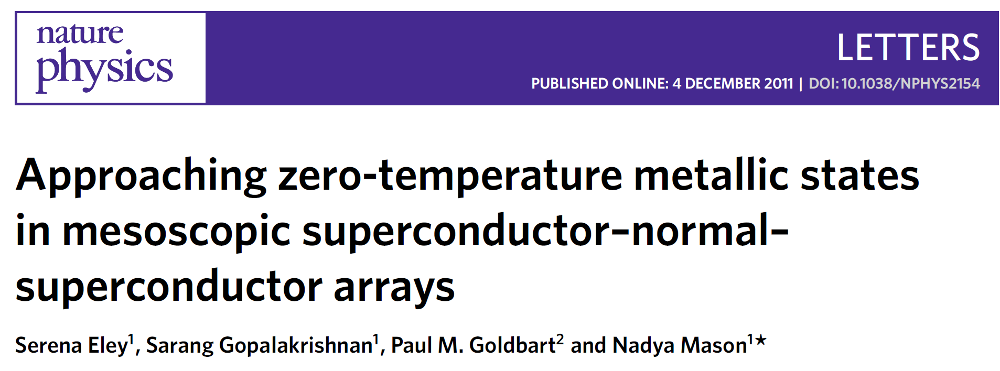 nature
physics
LETTERS
PUBLISHED ONLINE: 4 DECEMBER 2011 | DOI: 10.1038/NPHYS2154
Approaching zero-temperature metallic states
in mesoscopic superconductor–normal–
superconductor arrays
Serena Eley¹, Sarang Gopalakrishnan¹, Paul M. Goldbart² and Nadya Mason¹★